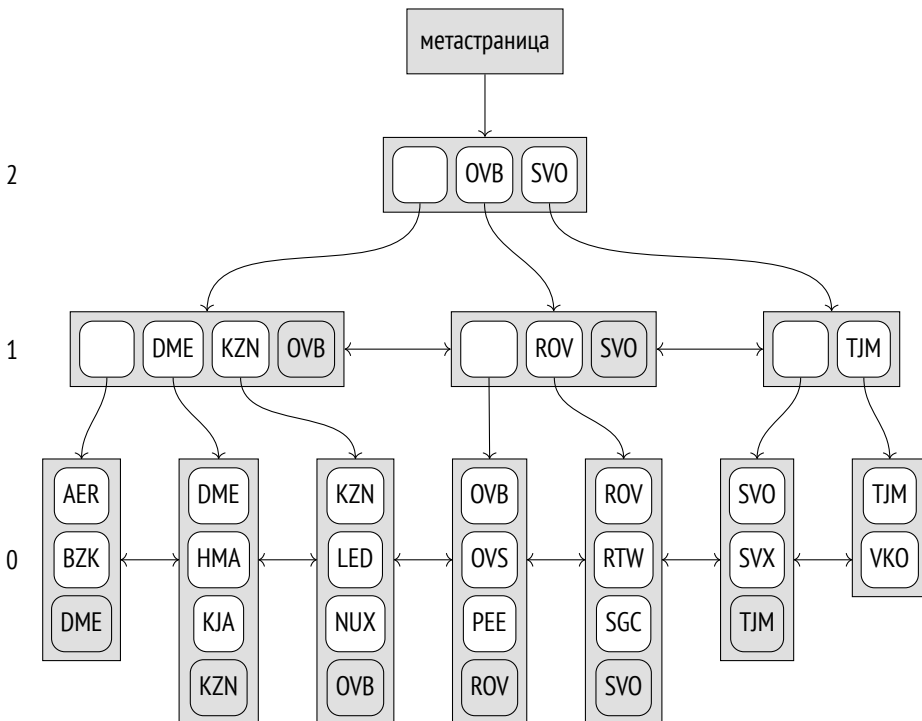 метастраница
2
OVB SVO
1
DME KZN OVB
ROV SVO
TJM
0
AER
BZK
DME
DME
HMA
KJA
KZN
KZN
LED
NUX
OVB
OVB
OVS
PEE
ROV
ROV
RTW
SGC
SVO
SVO
SVX
TJM
TJM
VKO